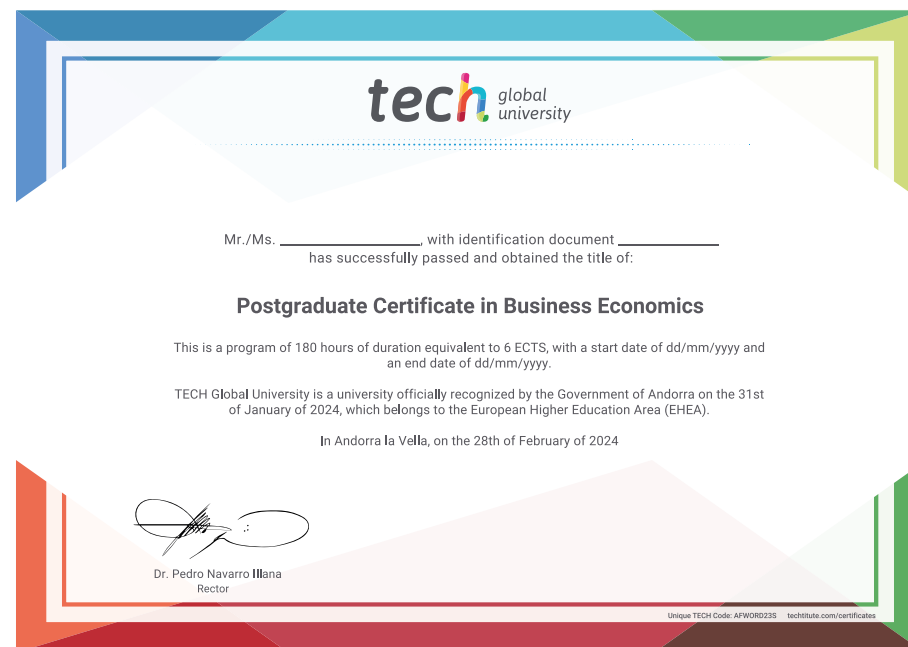 tech global
university
Mr./Ms. ____________, with identification document ____________
has successfully passed and obtained the title of:
Postgraduate Certificate in Business Economics
This is a program of 180 hours of duration equivalent to 6 ECTS, with a start date of dd/mm/yyyy and
an end date of dd/mm/yyyy.
TECH Global University is a university officially recognized by the Government of Andorra on the 31st
of January of 2024, which belongs to the European Higher Education Area (EHEA).
In Andorra la Vella, on the 28th of February of 2024
Dr. Pedro Navarro Illana
Rector
Unique TECH Code: AFWORD23S techtitute.com/certificates